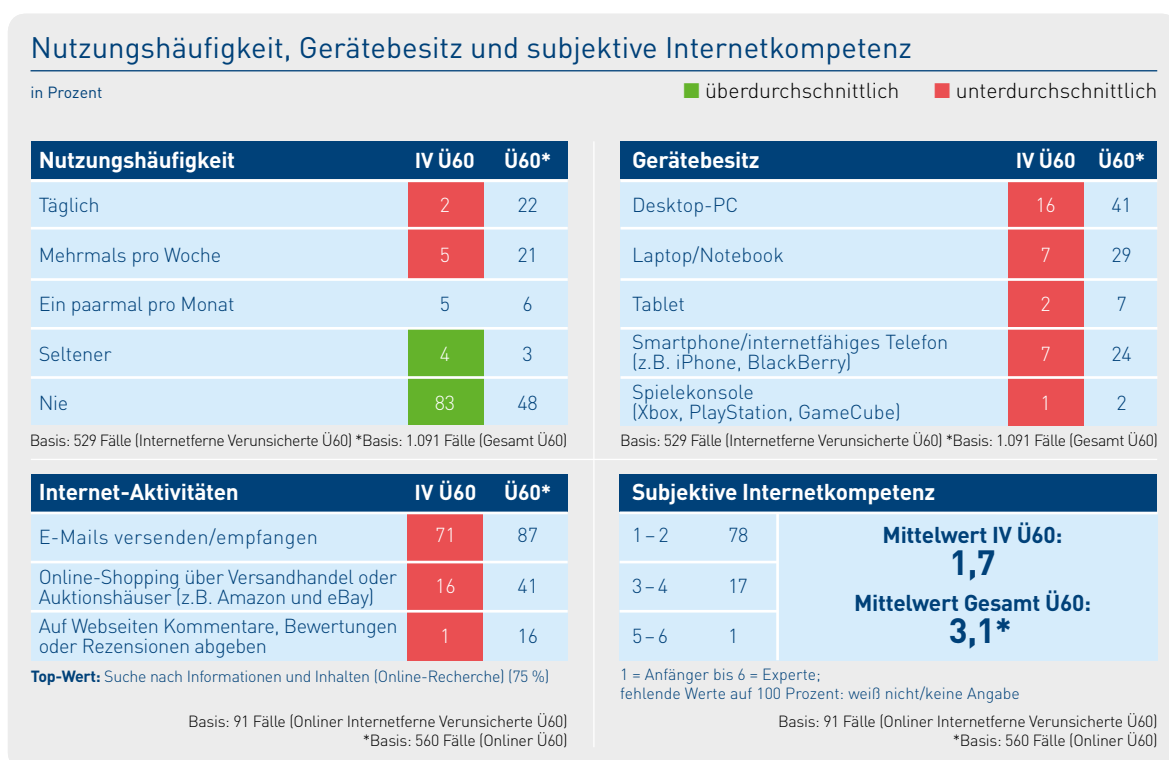 Nutzungshäufigkeit, Gerätebesitz und subjektive Internetkompetenz
in Prozent
überdurchschnittlich unterdurchschnittlich
Nutzungshäufigkeit IV Ü60 Ü60*
Täglich 2 22
Mehrmals pro Woche 5 21
Ein paarmal pro Monat 5 6
Seltener 4 3
Nie 83 48
Basis: 529 Fälle (Internetferne Verunsicherte Ü60) *Basis: 1.091 Fälle (Gesamt Ü60)
Gerätebesitz IV Ü60 Ü60*
Desktop-PC 16 41
Laptop/Notebook 7 29
Tablet 2 7
Smartphone/internetfähiges Telefon
(z.B. iPhone, BlackBerry) 7 24
Spielekonsole
(Xbox, PlayStation, GameCube) 1 2
Basis: 529 Fälle (Internetferne Verunsicherte Ü60) *Basis: 1.091 Fälle (Gesamt Ü60)
Internet-Aktivitäten IV Ü60 Ü60*
E-Mails versenden/empfangen 71 87
Online-Shopping über Versandhandel oder
Auktionshäuser (z.B. Amazon und eBay) 16 41
Auf Webseiten Kommentare, Bewertungen
oder Rezensionen abgeben 1 16
Top-Wert: Suche nach Informationen und Inhalten (Online-Recherche) (75 %)
Basis: 91 Fälle (Onliner Internetferne Verunsicherte Ü60)
*Basis: 560 Fälle (Onliner Ü60)
Subjektive Internetkompetenz
1–2 78
3–4 17
5–6 1
Mittelwert IV Ü60:
1,7
Mittelwert Gesamt Ü60:
3,1*
1 = Anfänger bis 6 = Experte;
fehlende Werte auf 100 Prozent: weiß nicht/keine Angabe
Basis: 91 Fälle (Onliner Internetferne Verunsicherte Ü60)
*Basis: 560 Fälle (Onliner Ü60)